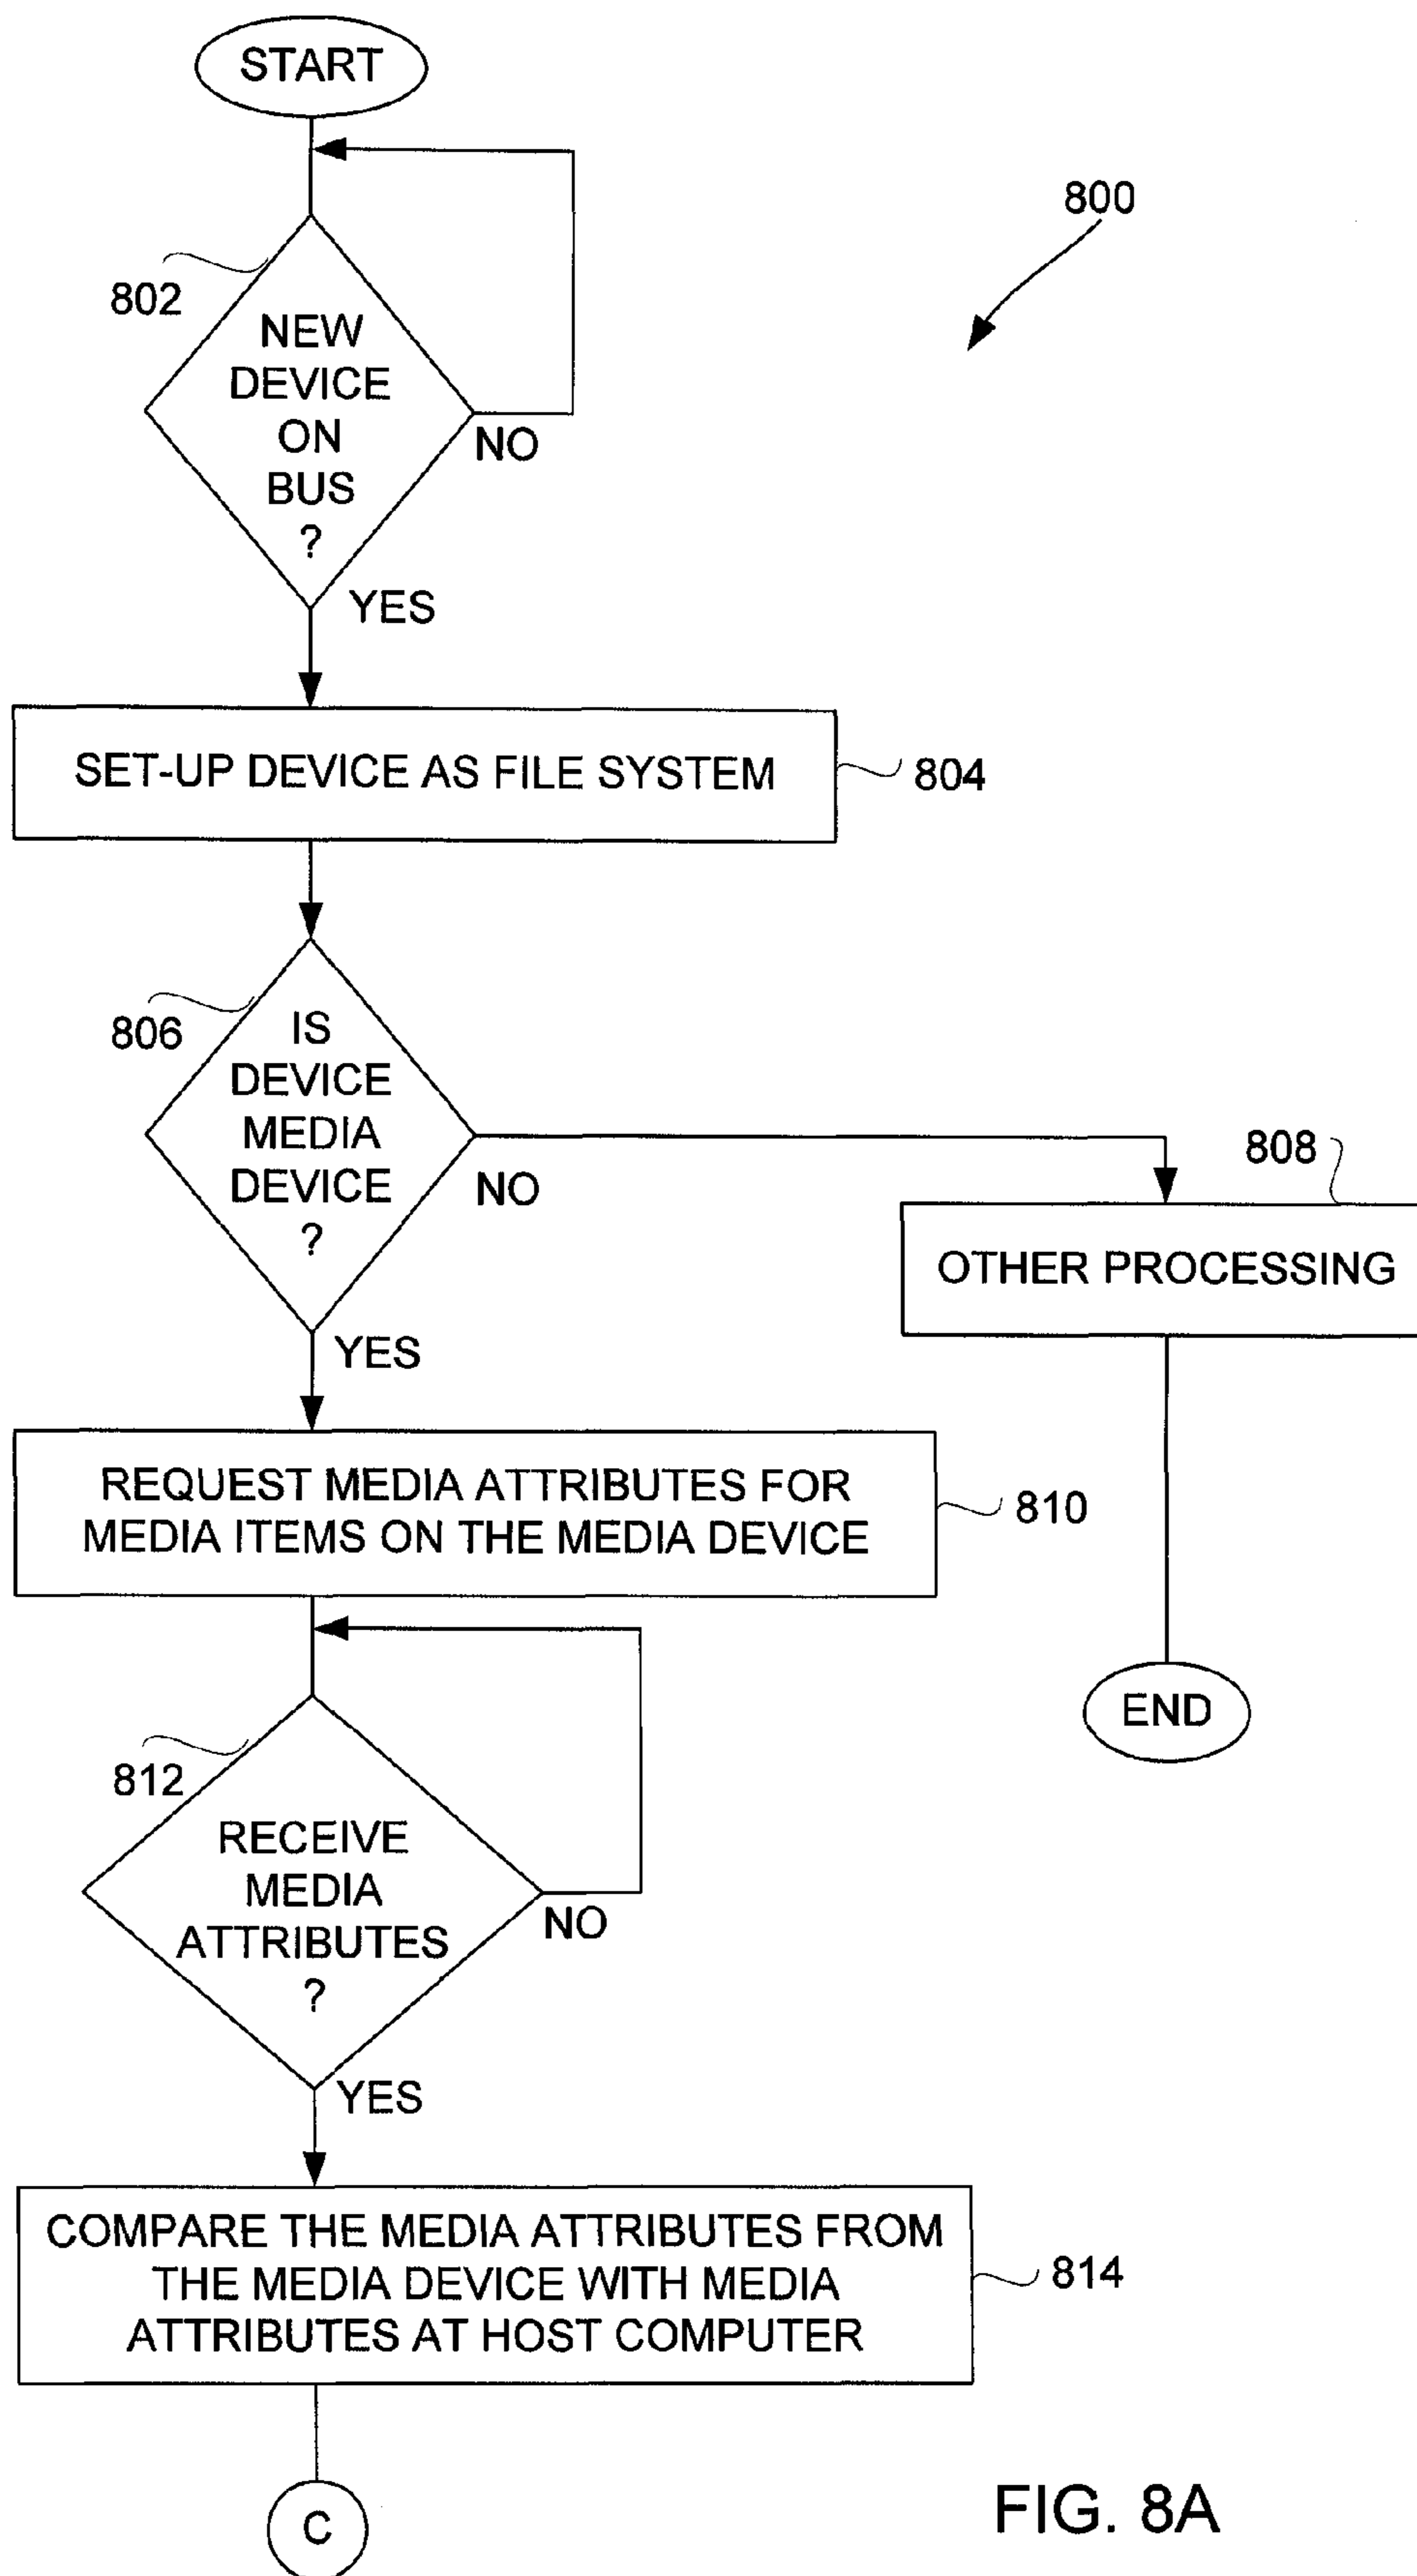 START
800
802
NEW
DEVICE
ON
BUS
?
NO
YES
SET-UP DEVICE AS FILE SYSTEM
804
806
IS
DEVICE
MEDIA
DEVICE
?
NO
YES
808
OTHER PROCESSING
REQUEST MEDIA ATTRIBUTES FOR
MEDIA ITEMS ON THE MEDIA DEVICE
810
END
812
RECEIVE
MEDIA
ATTRIBUTES
?
NO
YES
COMPARE THE MEDIA ATTRIBUTES FROM
THE MEDIA DEVICE WITH MEDIA
ATTRIBUTES AT HOST COMPUTER
814
C
FIG. 8A